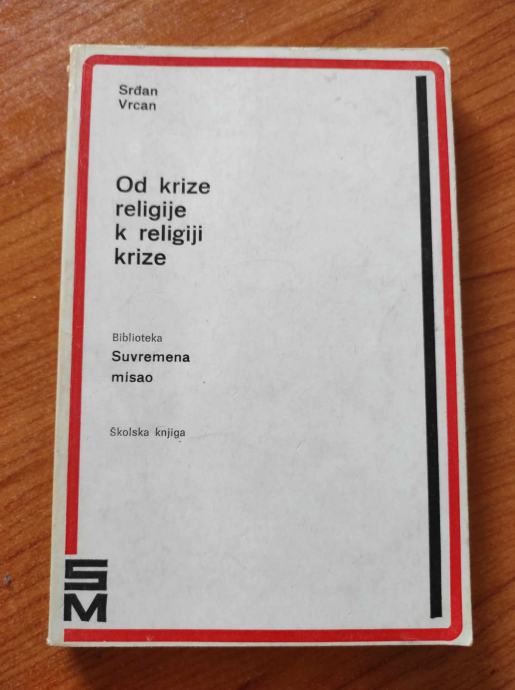 Srđan
Vrcan
Od krize
religije
k religiji
krize
Biblioteka
Suvremena
misao
Školska knjiga
SM